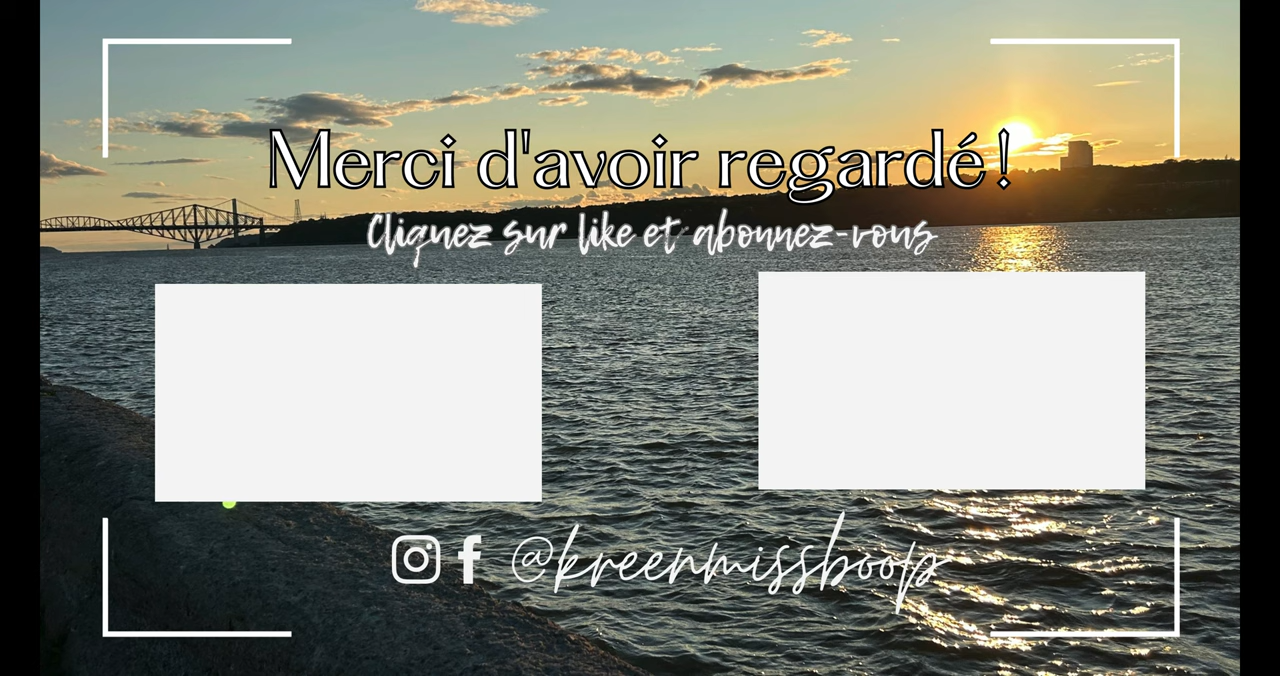 Merci d'avoir regardé !
Cliquez sur like et abonnez-vous
@kreenmissboop